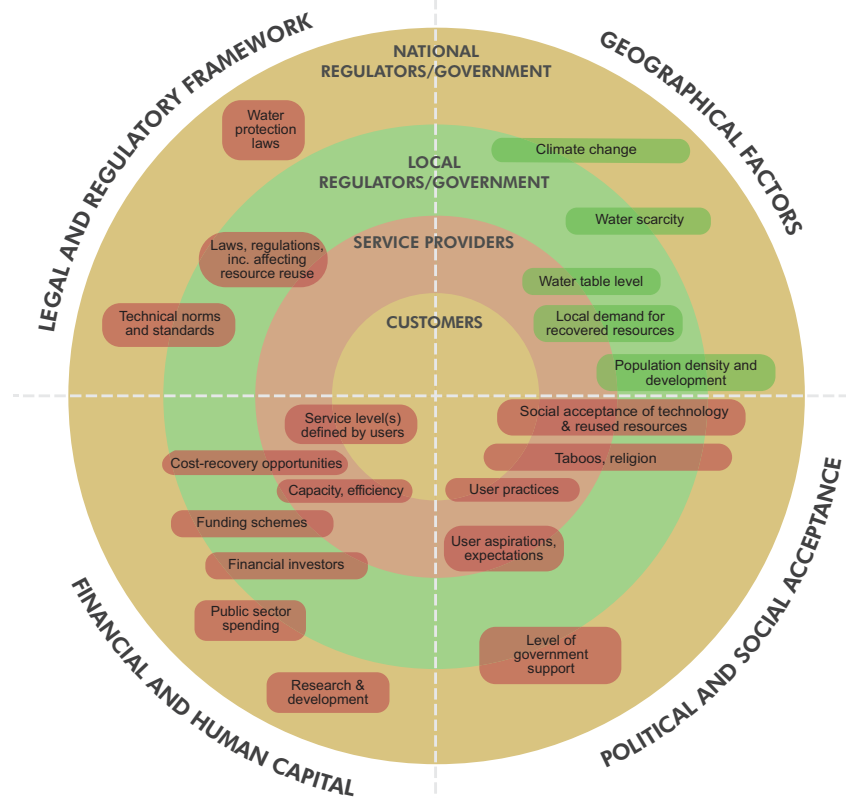 LEGAL AND REGULATORY FRAMEWORK
GEOGRAPHICAL FACTORS
NATIONAL
REGULATORS/GOVERNMENT
LOCAL
REGULATORS/GOVERNMENT
SERVICE PROVIDERS
CUSTOMERS
Water
protection
laws
Laws, regulations,
inc. affecting
resource reuse
Technical norms
and standards
Climate change
Water scarcity
Water table level
Local demand for
recovered resources
Population density and
development
Service level(s)
defined by users
Cost-recovery opportunities
Capacity, efficiency
Funding schemes
Financial investors
Public sector
spending
Research &
development
Social acceptance of technology
& reused resources
Taboos, religion
User practices
User aspirations,
expectations
Level of
government
support
FINANCIAL AND HUMAN CAPITAL
POLITICAL AND SOCIAL ACCEPTANCE